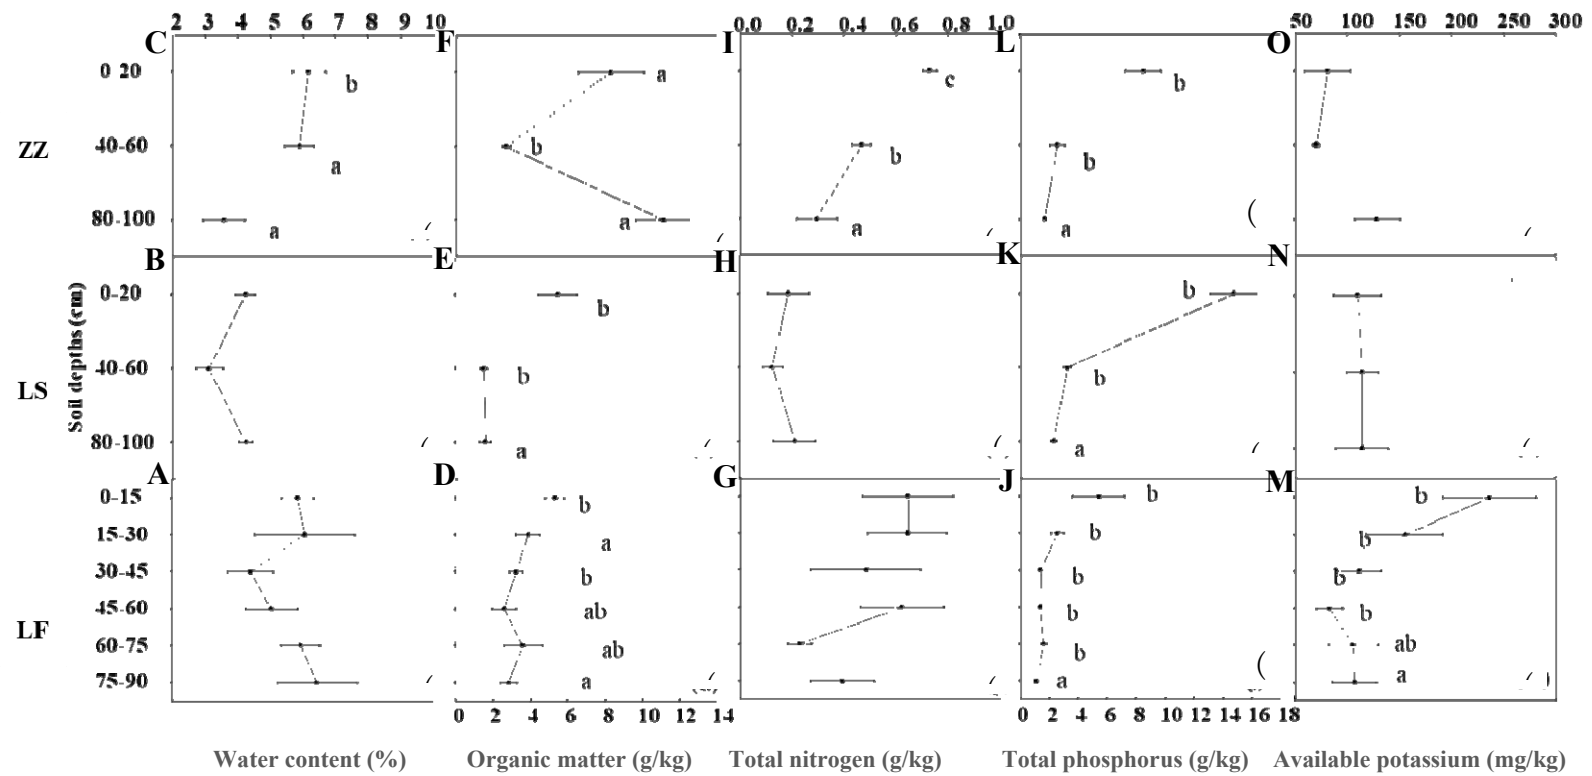 2 3 4 5 6 7 8 9 10 0.0 0.2 0.4 0.6 0.8 1.0 50 100 200 200 300
C F I L O
0-20 b a c b
ZZ 40-60 a b b b
80-100 a a a a
B E H K N
0-20 b b
LS Soil depths (cm) 40-60 b b
80-100 a a
A D G J M
0-15 b b b
15-30 a b b
30-45 b b b
45-60 ab b b
LF
60-75 ab b ab
75-90 a a a
0 2 4 6 8 10 12 14 0 2 4 6 8 10 12 14 16 18
Water content (%) Organic matter (g/kg) Total nitrogen (g/kg) Total phosphorus (g/kg) Available potassium (mg/kg)